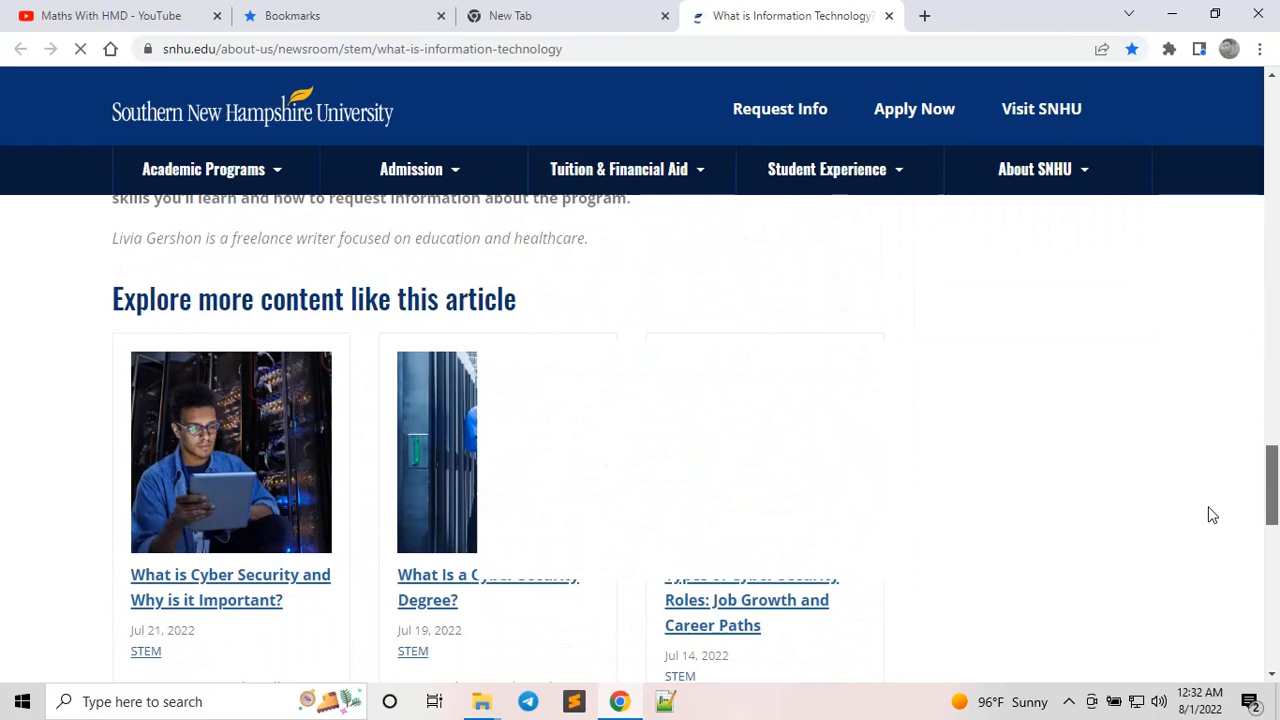 Maths With HMD - YouTube
Bookmarks
New Tab
What is Information Technology?
snhu.edu/about-us/newsroom/stem/what-is-information-technology
Southern New Hampshire University
Request Info
Apply Now
Visit SNHU
Academic Programs
Admission
Tuition & Financial Aid
Student Experience
About SNHU
skills you'll learn and how to request information about the program.
Livia Gershon is a freelance writer focused on education and healthcare.
Explore more content like this article
What is Cyber Security and
Why is it Important?
Jul 21, 2022
STEM
What Is a Cyber Security
Degree?
Jul 19, 2022
STEM
Types of Cyber Security
Roles: Job Growth and
Career Paths
Jul 14, 2022
STEM
Type here to search
96°F Sunny
12:32 AM
8/1/2022
2